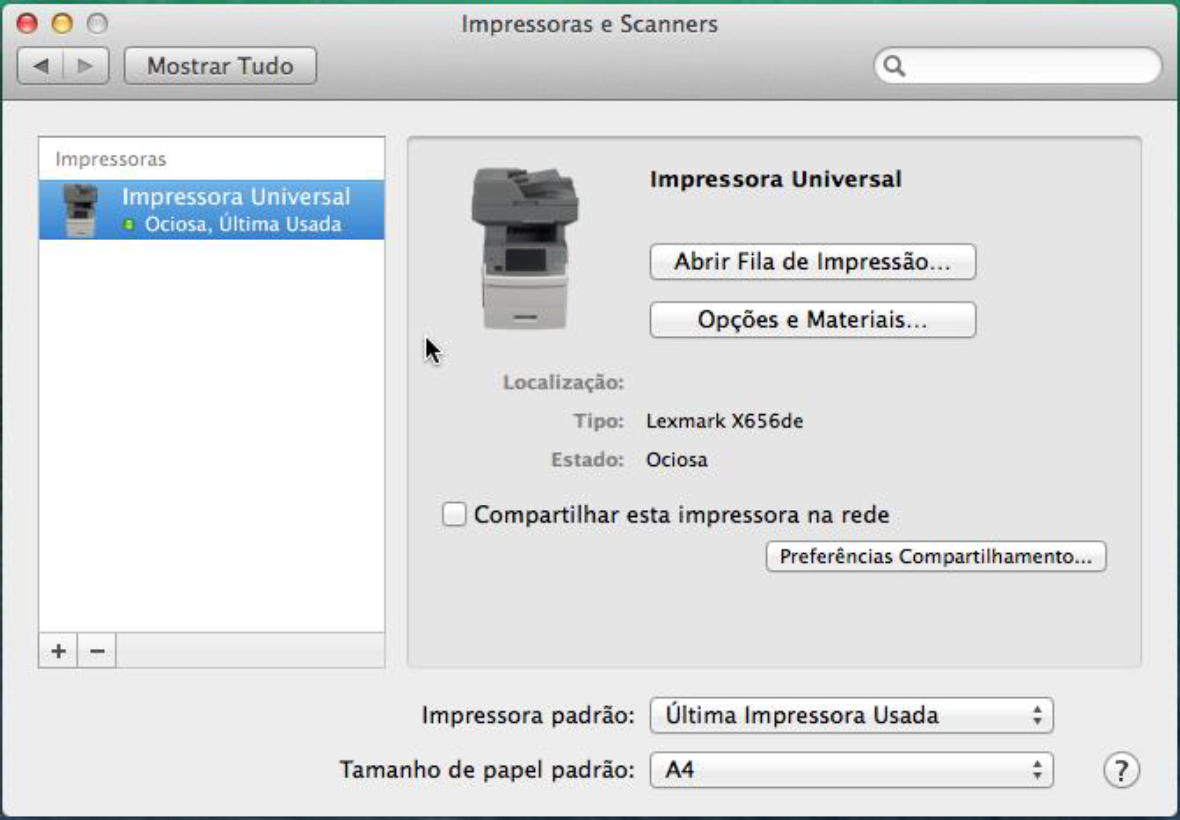 Impressoras e Scanners
Mostrar Tudo
Impressoras
Impressora Universal
Ociosa, Última Usada
Impressora Universal
Abrir Fila de Impressão...
Opções e Materiais...
Localização:
Tipo: Lexmark X656de
Estado: Ociosa
Compartilhar esta impressora na rede
Preferências Compartilhamento...
+ −
Impressora padrão: Última Impressora Usada
Tamanho de papel padrão: A4
?